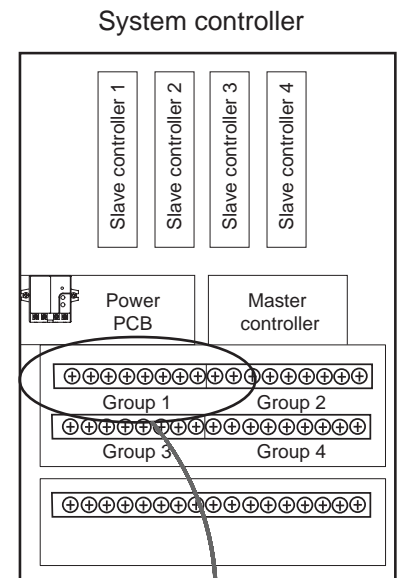 System controller
Slave controller 1
Slave controller 2
Slave controller 3
Slave controller 4
Power
PCB
Master
controller
Group 1
Group 2
Group 3
Group 4